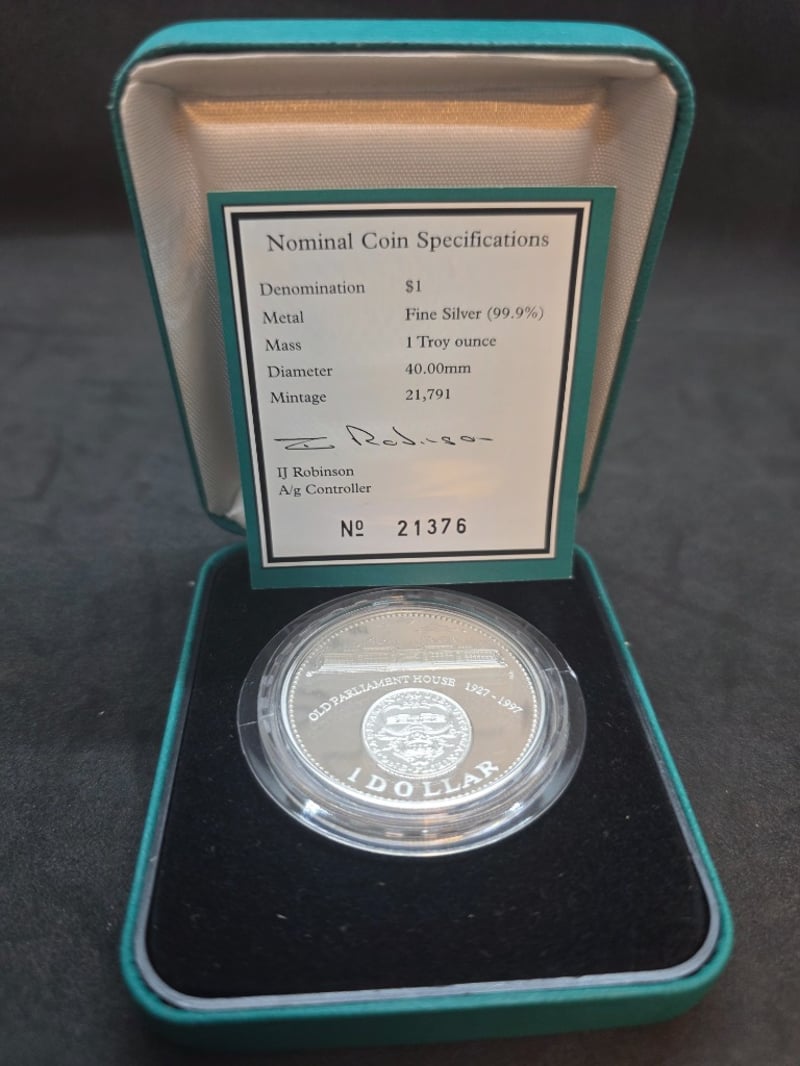 Nominal Coin Specifications
Denomination $1
Metal Fine Silver (99.9%)
Mass 1 Troy ounce
Diameter 40.00mm
Mintage 21,791
I Robinson
IJ Robinson
A/g Controller
Nº 21376
OLD PARLIAMENT HOUSE 1927 - 1997
1 DOLLAR